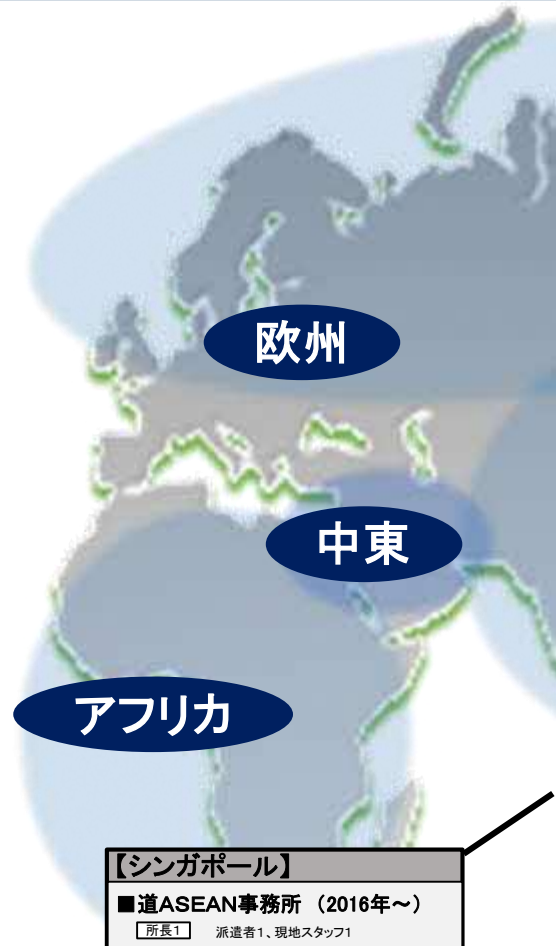 欧州
中東
アフリカ
【シンガポール】
■道ASEAN事務所 （2016年～）
所長1 派遣者1、現地スタッフ1